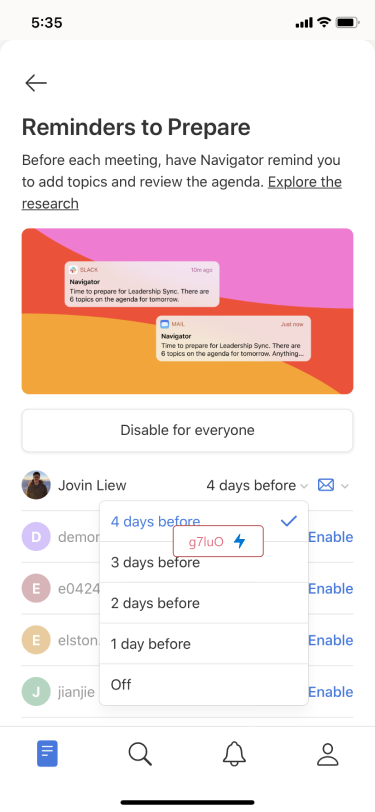 5:35
Reminders to Prepare
Before each meeting, have Navigator remind you
to add topics and review the agenda. Explore the
research
SLACK 10m ago
Navigator
Time to prepare for Leadership Sync. There are
6 topics on the agenda for tomorrow.
MAIL Just now
Navigator
Time to prepare for Leadership Sync. There are
6 topics on the agenda for tomorrow. Anything...
Disable for everyone
Jovin Liew 4 days before
4 days before
D demor Enable
g7luO
3 days before
E e0424 Enable
2 days before
E elston. Enable
1 day before
Off
J jianjie Enable